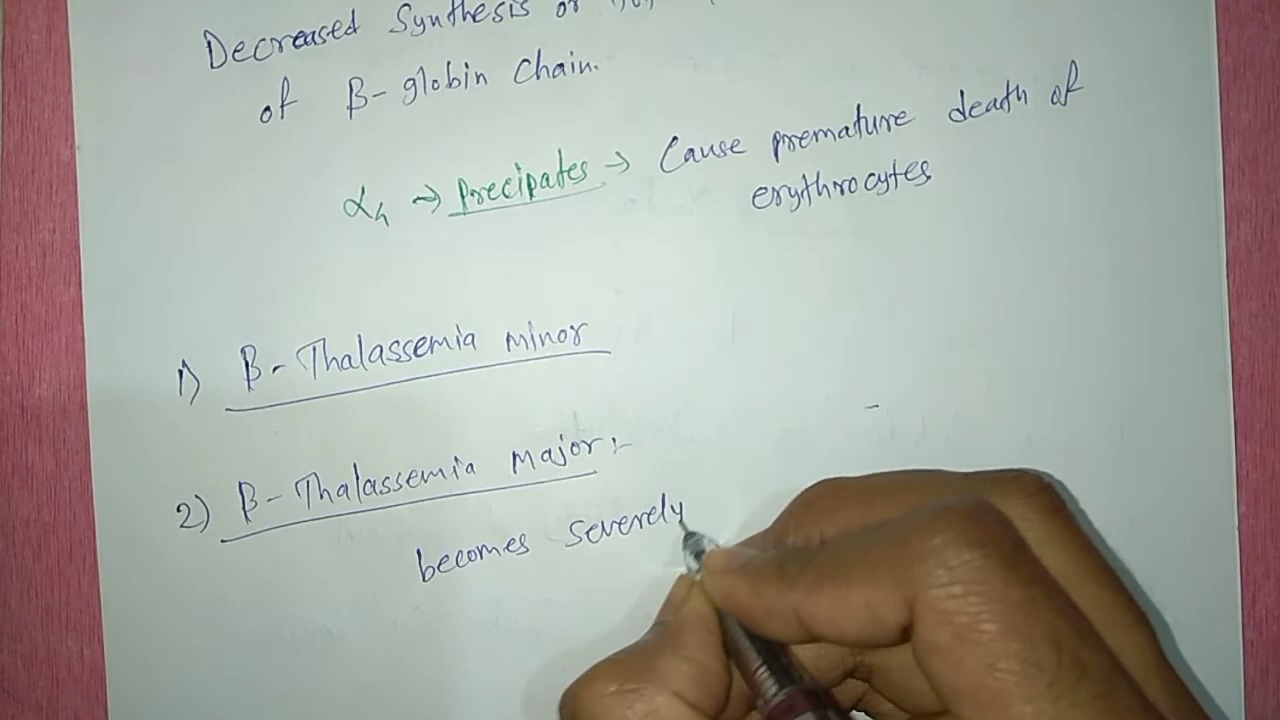 Decreased Synthesis or
of β-globin Chain.
α4 → Precipates → Cause premature death of
erythrocytes
1) β-Thalassemia minor
2) β-Thalassemia Major:-
becomes severely